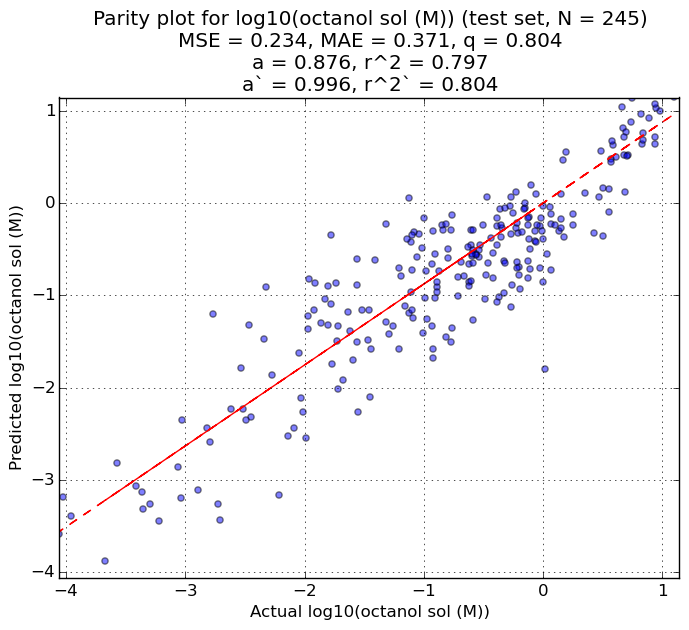 Parity plot for log10(octanol sol (M)) (test set, N = 245)
MSE = 0.234, MAE = 0.371, q = 0.804
a = 0.876, r^2 = 0.797
a` = 0.996, r^2` = 0.804
1
0
−1
−2
−3
−4
Predicted log10(octanol sol (M))
−4 −3 −2 −1 0 1
Actual log10(octanol sol (M))